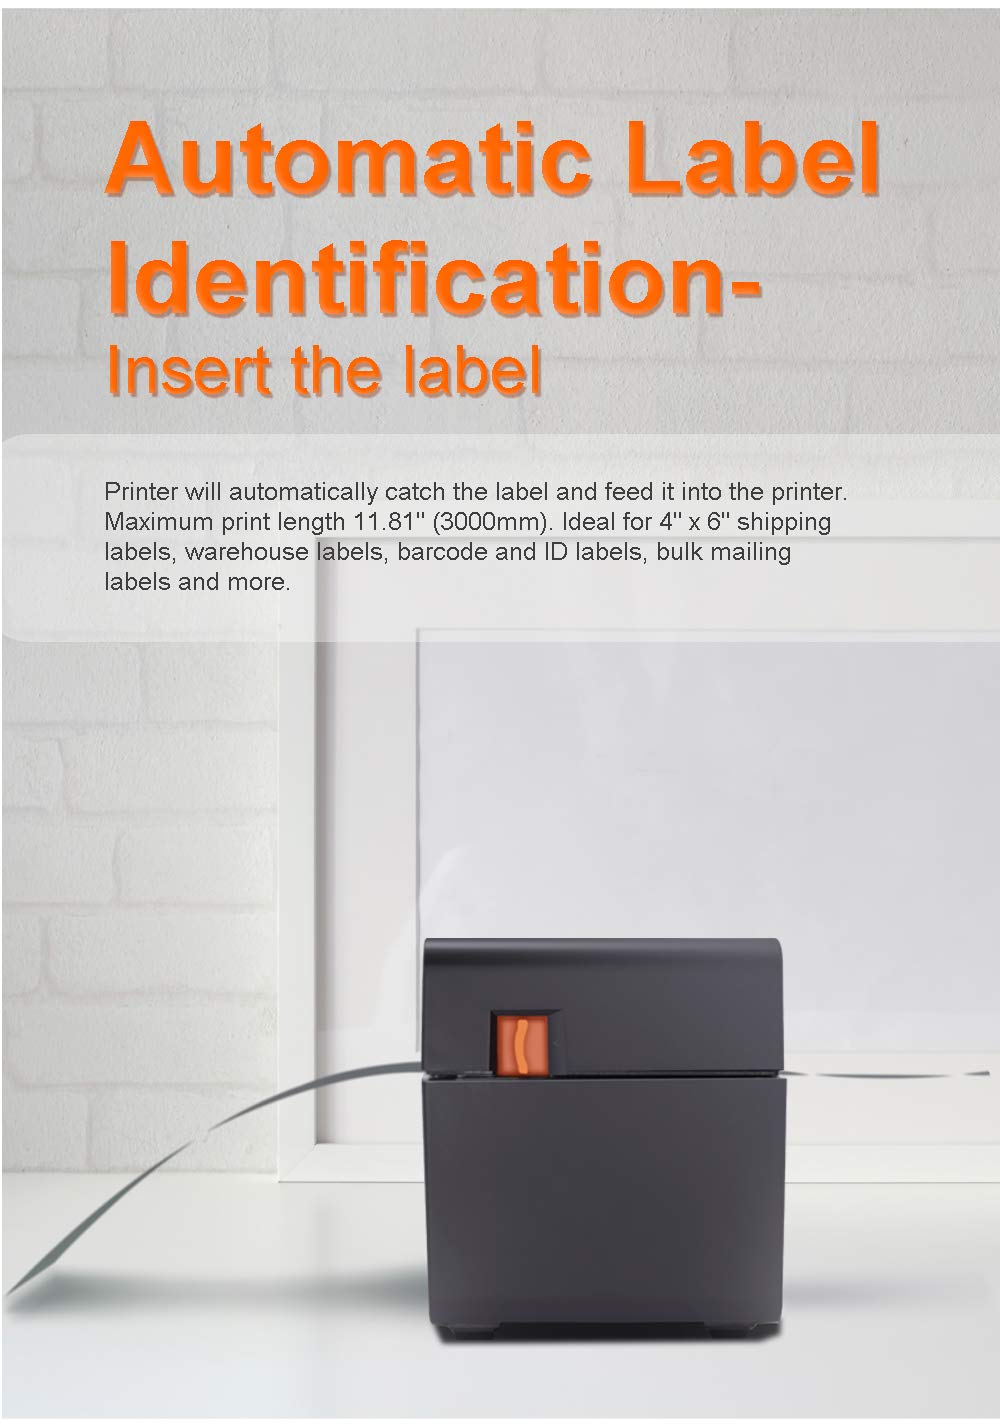 Automatic Label
Identification-
Insert the label
Printer will automatically catch the label and feed it into the printer.
Maximum print length 11.81" (3000mm). Ideal for 4" x 6" shipping
labels, warehouse labels, barcode and ID labels, bulk mailing
labels and more.